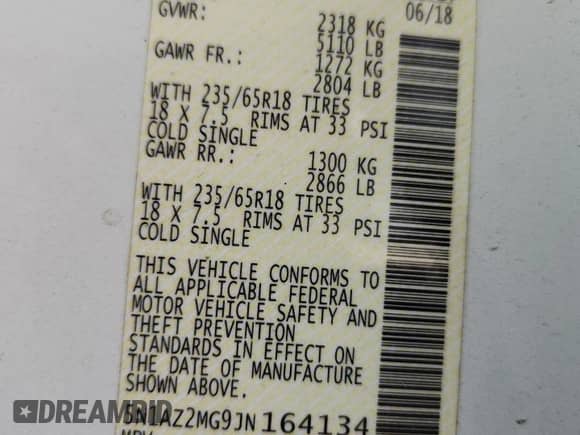 06/18
GVWR: 2318 KG
5110 LB
GAWR FR.: 1272 KG
2804 LB
WITH 235/65R18 TIRES
18 X 7.5 RIMS AT 33 PSI
COLD SINGLE
GAWR RR.: 1300 KG
2866 LB
WITH 235/65R18 TIRES
18 X 7.5 RIMS AT 33 PSI
COLD SINGLE
THIS VEHICLE CONFORMS TO
ALL APPLICABLE FEDERAL
MOTOR VEHICLE SAFETY AND
THEFT PREVENTION
STANDARDS IN EFFECT ON
THE DATE OF MANUFACTURE
SHOWN ABOVE.
5N1AZ2MG9JN164134
DREAMBID